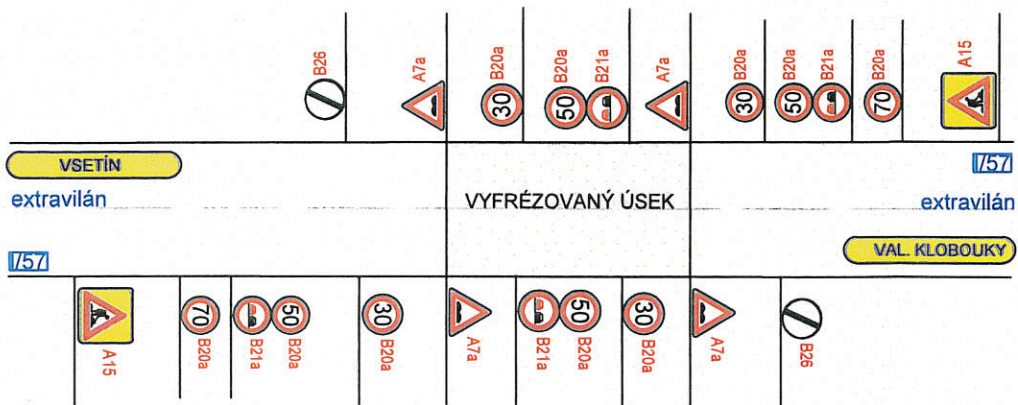 B26
A7a
B20a
30
B20a
50
B21a
A7a
B20a
30
B20a
50
B21a
B20a
70
A15
VSETÍN
I/57
extravilán
VYFRÉZOVANÝ ÚSEK
extravilán
I/57
VAL. KLOBOUKY
A15
70
B20a
B21a
50
B20a
30
B20a
A7a
B21a
50
B20a
30
B20a
A7a
B26